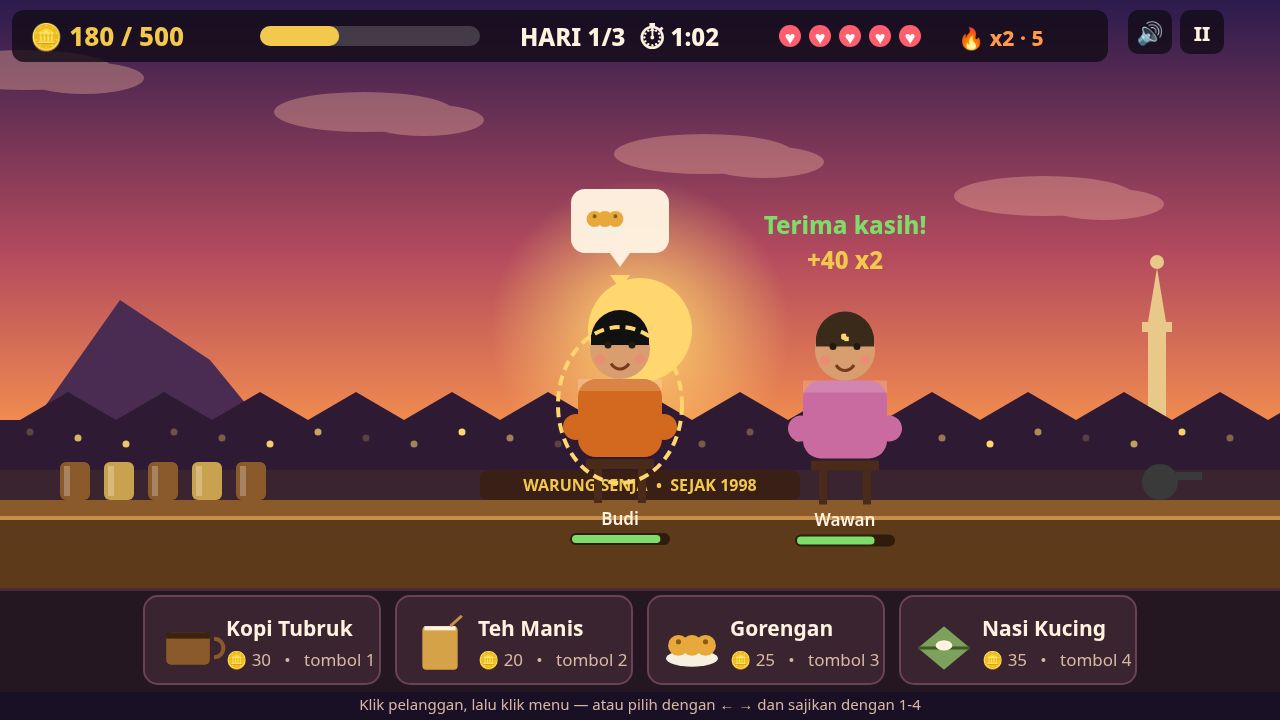 180 / 500
HARI 1/3 ⏱ 1:02
x2 · 5
II
Terima kasih!
+40 x2
WARUNG SENJA • SEJAK 1998
Budi
Wawan
Kopi Tubruk
30 • tombol 1
Teh Manis
20 • tombol 2
Gorengan
25 • tombol 3
Nasi Kucing
35 • tombol 4
Klik pelanggan, lalu klik menu — atau pilih dengan ← → dan sajikan dengan 1-4